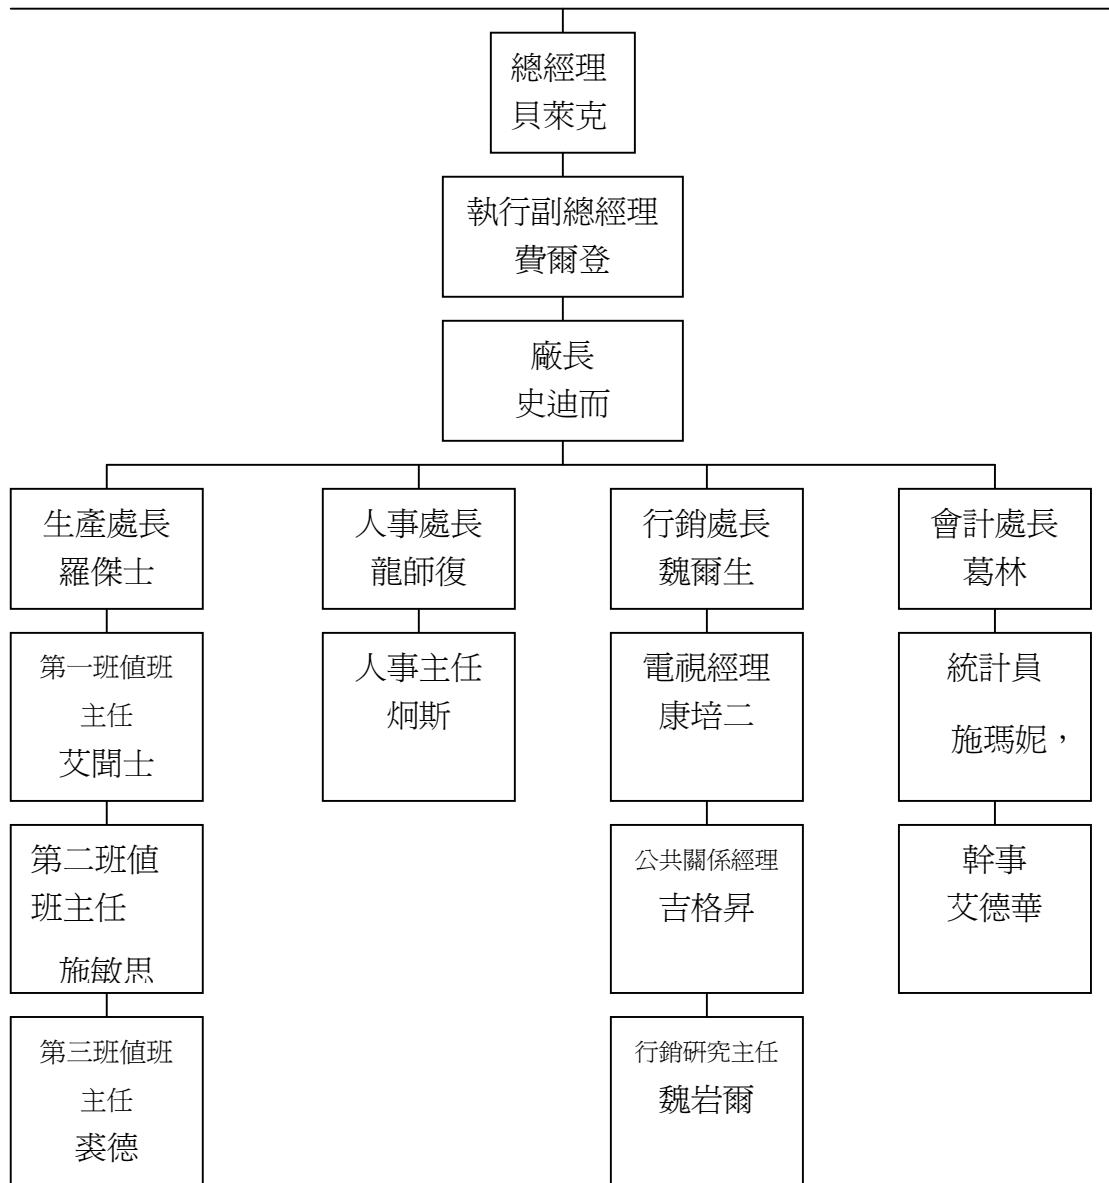 總經理
貝萊克
執行副總經理
費爾登
廠長
史迪而
生產處長
羅傑士
人事處長
龍師復
行銷處長
魏爾生
會計處長
葛林
第一班值班
主任
艾聞士
人事主任
炯斯
電視經理
康培二
統計員
施瑪妮，
第二班值
班主任
施敏思
公共關係經理
吉格昇
幹事
艾德華
第三班值班
主任
裘德
行銷研究主任
魏岩爾